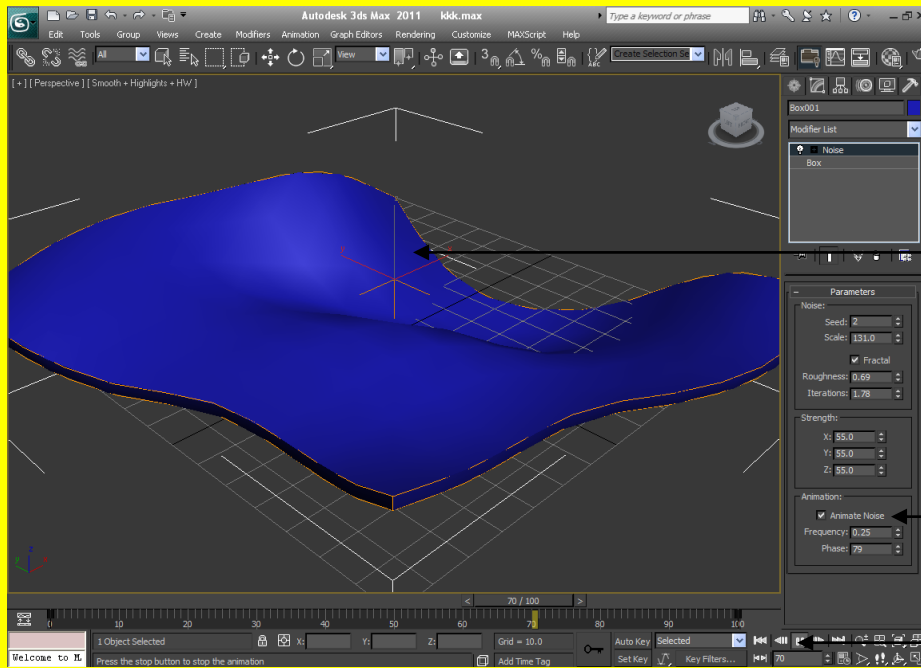 Autodesk 3ds Max 2011 kkk.max
Type a keyword or phrase
Edit Tools Group Views Create Modifiers Animation Graph Editors Rendering Customize MAXScript Help
All
View
3
%
ABC
Create Selection Se
[ + ] [ Perspective ] [ Smooth + Highlights + HW ]
Box001
Modifier List
Noise
Box
Parameters
Noise:
Seed: 2
Scale: 131.0
Fractal
Roughness: 0.69
Iterations: 1.78
Strength:
X: 55.0
Y: 55.0
Z: 55.0
Animation:
Animate Noise
Frequency: 0.25
Phase: 79
z
y
x
< 70 / 100 >
10 20 30 40 50 60 70 80 90 100
1 Object Selected X: Y: Z: Grid = 10.0 Auto Key Selected
Welcome to M. Press the stop button to stop the animation Add Time Tag Set Key Key Filters... 70